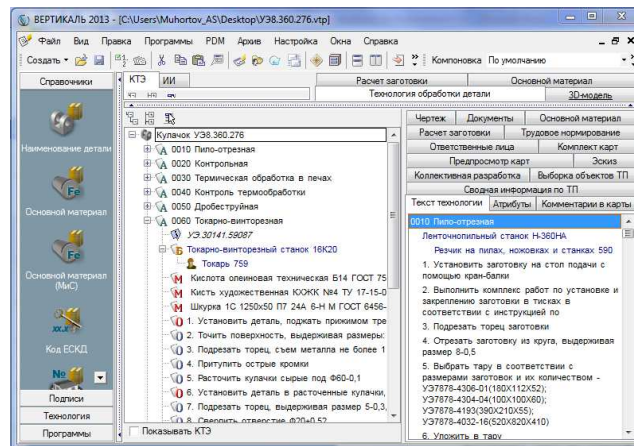 ВЕРТИКАЛЬ 2013 - [C:\Users\Muhortov_AS\Desktop\УЭ8.360.276.vtp]
Файл Вид Правка Программы PDM Архив Настройка Окна Справка
Создать Компоновка По умолчанию
Справочники
Наименование детали
Основной материал
Основной материал (МиС)
Код ЕСКД
Подписи
Технология
Программы
КТЭ ИИ
Расчет заготовки Основной материал
Технология обработки детали 3D-модель
Кулачок УЭ8.360.276
0010 Пило-отрезная
0020 Контрольная
0030 Термическая обработка в печах
0040 Контроль термообработки
0050 Дробеструйная
0060 Токарно-винторезная
УЭ.30141.59087
Токарно-винторезный станок 16К20
Токарь 759
Кислота олеиновая техническая Б14 ГОСТ 75
Кисть художественная КХЖК №4 ТУ 17-15-0
Шкурка 1С 1250х50 П7 24А 6-Н М ГОСТ 6456-
1. Установить деталь, поджать прижимом тре
2. Точить поверхность, выдерживая размеры:
3. Подрезать торец, съем металла не более 1
4. Притупить острые кромки
5. Расточить кулачки сырые под Ф60-0,1
6. Установить деталь в расточенные кулачки,
7. Подрезать торец, выдерживая размер 5-0,3,
8. Сверлить отверстие Ф20+0,52
Показывать КТЭ
Чертеж Документы Основной материал
Расчет заготовки Трудовое нормирование
Ответственные лица Комплект карт
Предпросмотр карт Эскиз
Коллективная разработка Выборка объектов ТП
Сводная информация по ТП
Текст технологии Атрибуты Комментарии в карты
0010 Пило-отрезная
Ленточнопильный станок Н-360НА
Резчик на пилах, ножовках и станках 590
1. Установить заготовку на стол подачи с
помощью кран-балки
2. Выполнить комплекс работ по установке и
закреплению заготовки в тисках в
соответствии с инструкцией по
3. Подрезать торец заготовки
4. Отрезать заготовку из круга, выдерживая
размер 8-0,5
5. Выбрать тару в соответствии с
размерами заготовок и их количеством -
УЭ7878-4306-01(180Х112Х52);
УЭ7878-4304-04(100Х100Х60);
УЭ7878-4193(390Х210Х55);
УЭ7878-4032-16(520Х820Х410)
6. Уложить в тару